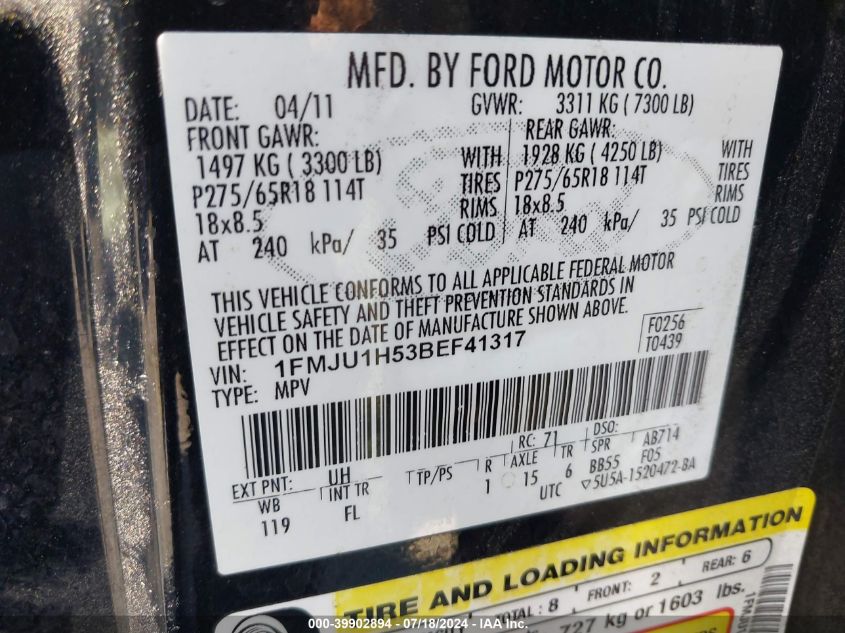 MFD. BY FORD MOTOR CO.
DATE: 04/11 GVWR: 3311 KG ( 7300 LB)
FRONT GAWR: REAR GAWR:
1497 KG ( 3300 LB) WITH 1928 KG ( 4250 LB) WITH
P275/65R18 114T TIRES P275/65R18 114T TIRES
18x8.5 RIMS 18x8.5 RIMS
AT 240 kPa/ 35 PSI COLD AT 240 kPa/ 35 PSI COLD
THIS VEHICLE CONFORMS TO ALL APPLICABLE FEDERAL MOTOR
VEHICLE SAFETY AND THEFT PREVENTION STANDARDS IN
EFFECT ON THE DATE OF MANUFACTURE SHOWN ABOVE.
VIN: 1FMJU1H53BEF41317 F0256
TYPE: MPV T0439
EXT PNT: UH RC: 71 DSO:
WB INT TR TP/PS R AXLE TR SPR AB714
119 FL 1 15 6 BB55 F05
UTC 5U5A-1520472-BA
TIRE AND LOADING INFORMATION
TOTAL: 8 FRONT: 2 REAR: 6
727 kg or 1603 lbs.
000-39902894 - 07/18/2024 - IAA Inc.